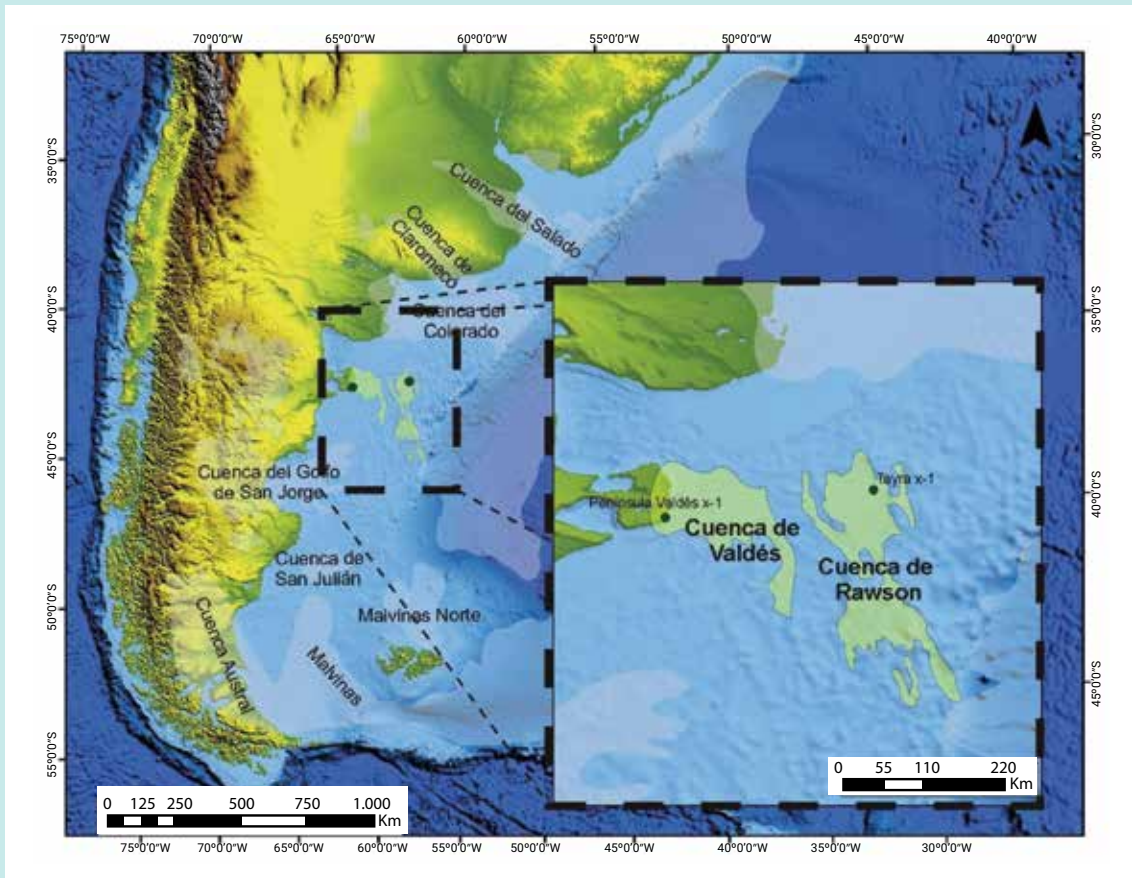 75°0'0"W 70°0'0"W 65°0'0"W 60°0'0"W 55°0'0"W 50°0'0"W 45°0'0"W 40°0'0"W
30°0'0"S
35°0'0"S
Cuenca del Salado
Cuenca de
Claromecó
40°0'0"S
35°0'0"S
Cuenca del
Colorado
45°0'0"S
Cuenca del Golfo
de San Jorge
Tayra x-1
40°0'0"S
Península Valdés x-1
Cuenca de
Valdés
Cuenca de
San Julián
Cuenca de
Rawson
50°0'0"S
Malvinas Norte
Cuenca Austral
Malvinas
45°0'0"S
55°0'0"S
0 55 110 220
Km
0 125 250 500 750 1.000
Km
75°0'0"W 70°0'0"W 65°0'0"W 60°0'0"W 55°0'0"W 50°0'0"W 45°0'0"W 40°0'0"W 35°0'0"W 30°0'0"W